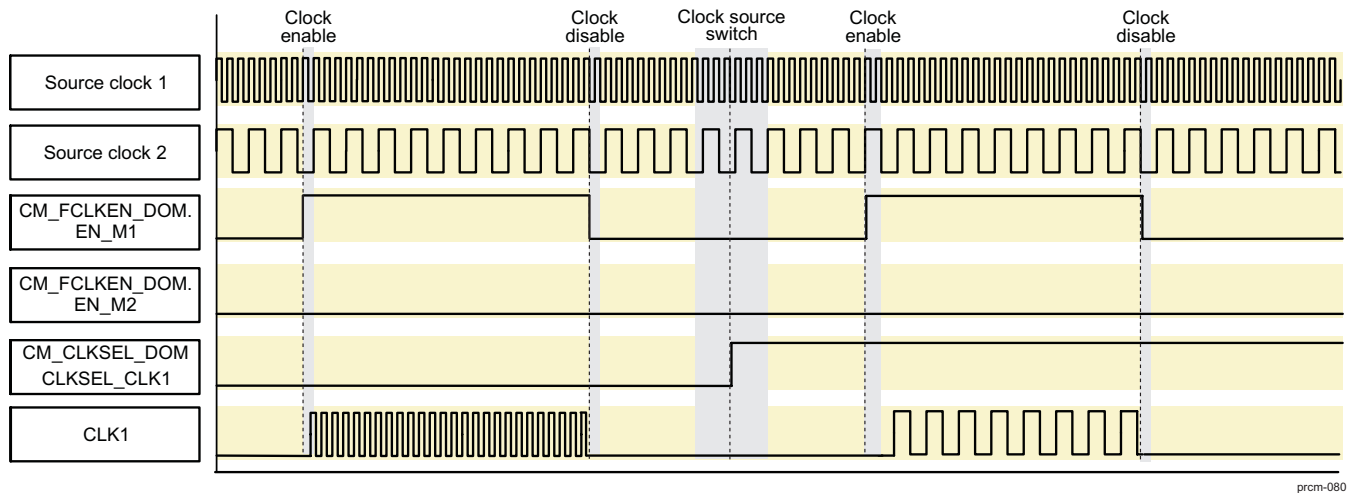 Clock
enable
Clock
disable
Clock source
switch
Clock
enable
Clock
disable
Source clock 1
Source clock 2
CM_FCLKEN_DOM.
EN_M1
CM_FCLKEN_DOM.
EN_M2
CM_CLKSEL_DOM
CLKSEL_CLK1
CLK1
prcm-080